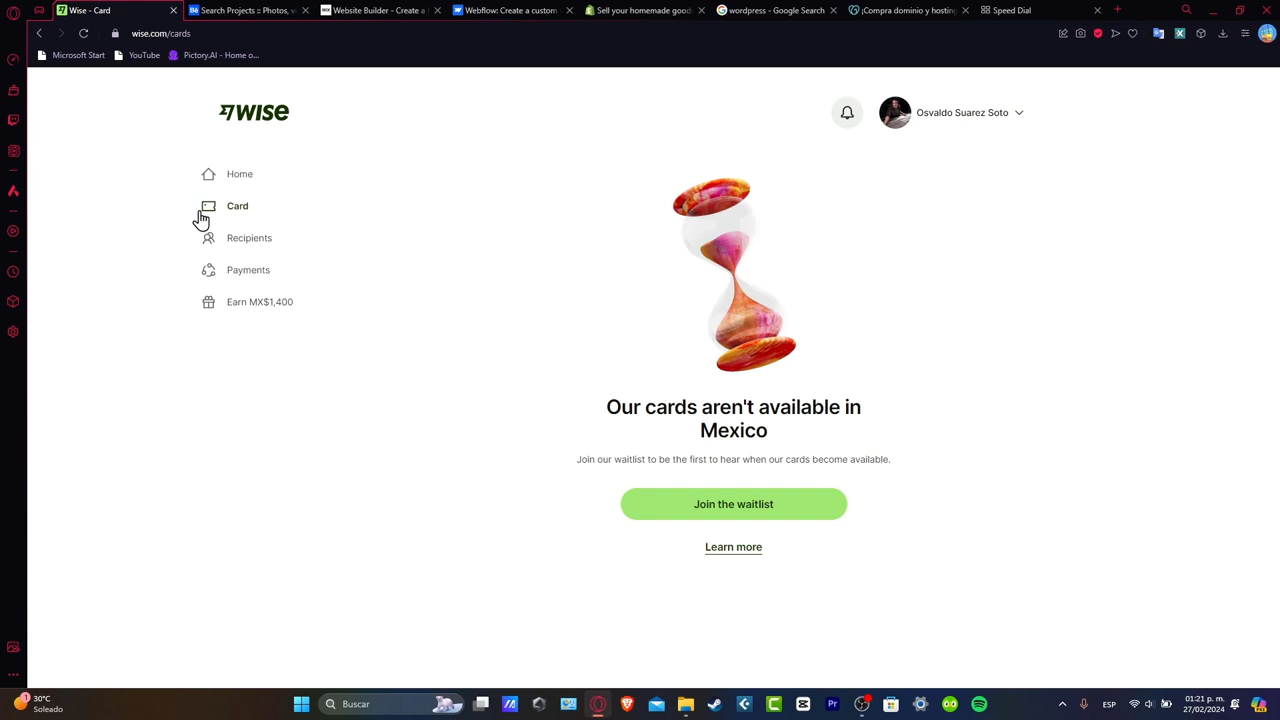 Wise - Card
Search Projects :: Photos, v
Website Builder - Create a
Webflow: Create a custom
Sell your homemade good
wordpress - Google Search
¡Compra dominio y hosting
Speed Dial
wise.com/cards
Microsoft Start
YouTube
Pictory.AI - Home o...
WISE
Osvaldo Suarez Soto
Home
Card
Recipients
Payments
Earn MX$1,400
Our cards aren't available in
Mexico
Join our waitlist to be the first to hear when our cards become available.
Join the waitlist
Learn more
30°C
Soleado
Buscar
ESP
01:21 p. m.
27/02/2024